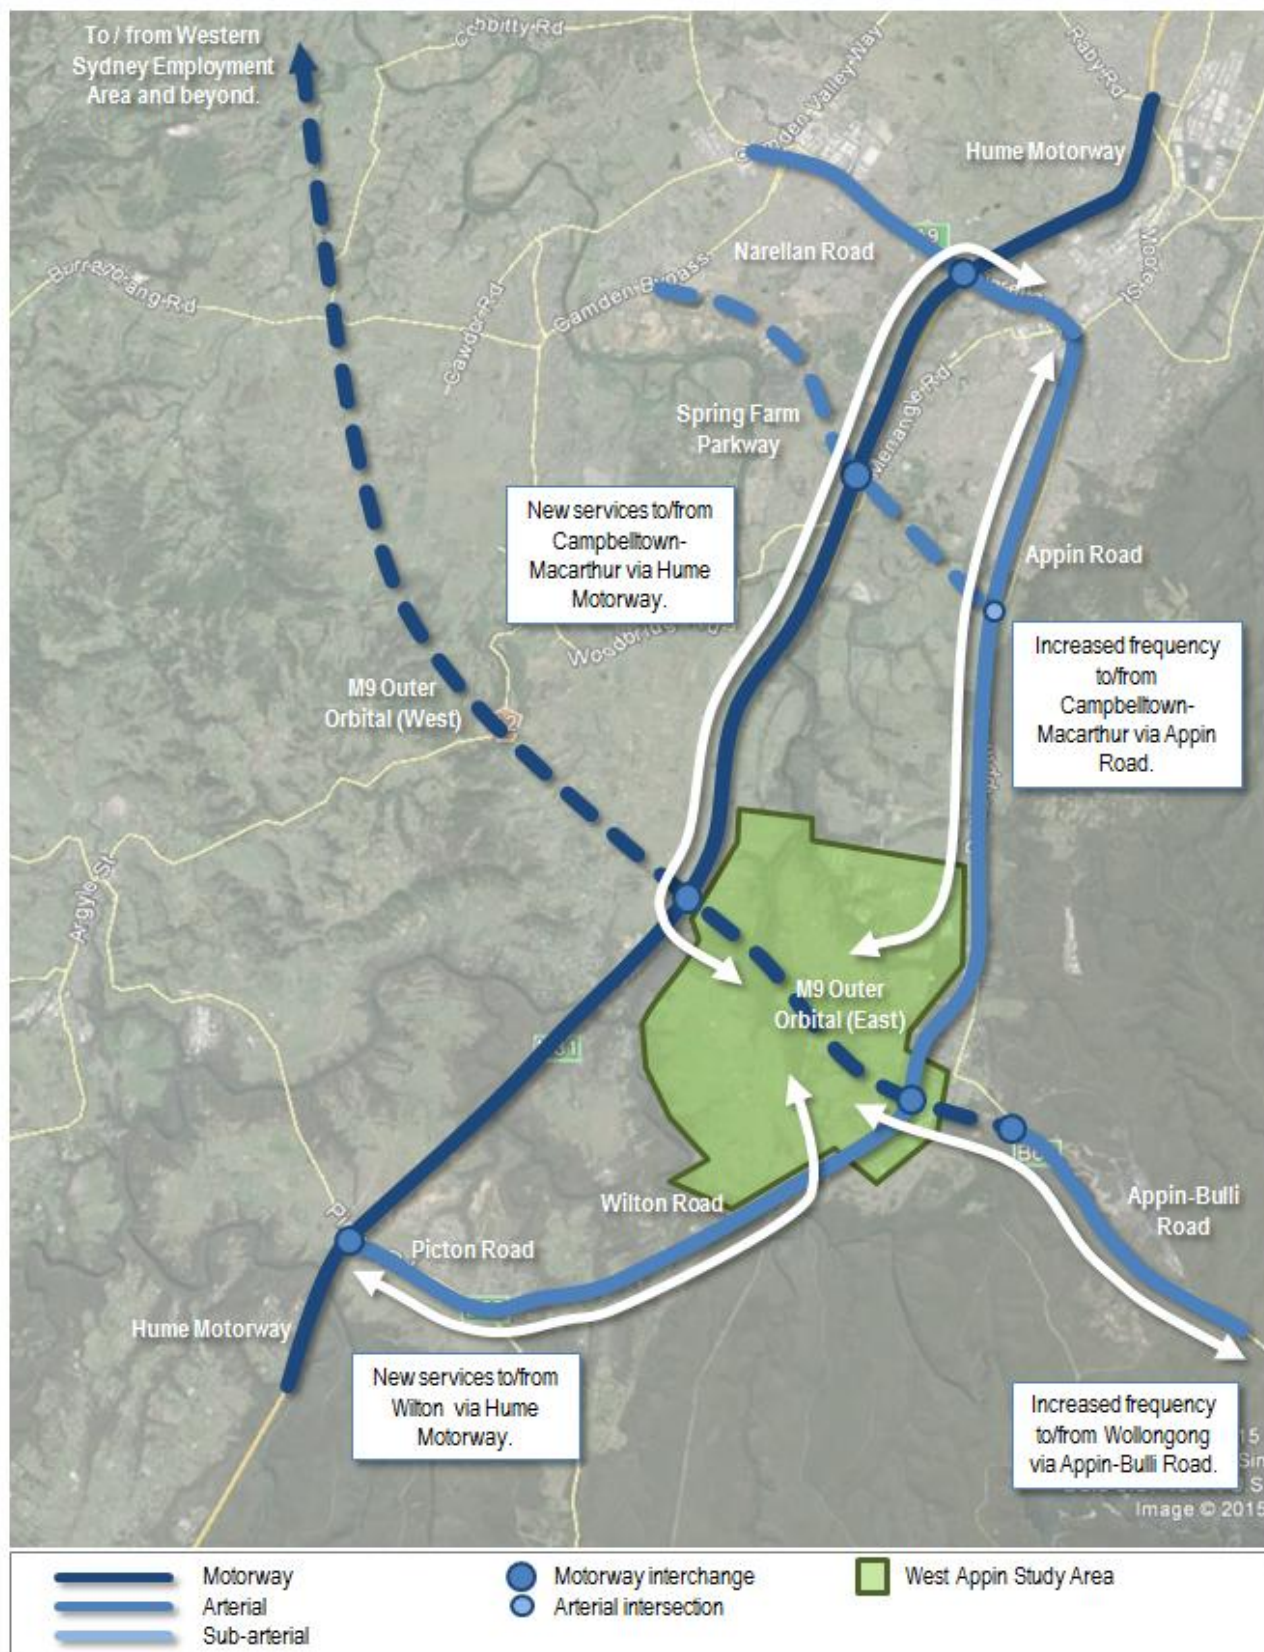 To / from Western
Sydney Employment
Area and beyond.
Cobbitty Rd
Camden Valley Way
Raby Rd
Hume Motorway
Narellan Road
A9
Moore St
Burragorang Rd
Cawdor Rd
Camden Bypass
Menangle Rd
Spring Farm
Parkway
New services to/from
Campbelltown-
Macarthur via Hume
Motorway.
Appin Road
Increased frequency
to/from
Campbelltown-
Macarthur via Appin
Road.
M9 Outer
Orbital (West)
Argyle St
M9 Outer
Orbital (East)
Wilton Road
Appin-Bulli
Road
Picton Road
Hume Motorway
New services to/from
Wilton via Hume
Motorway.
Increased frequency
to/from Wollongong
via Appin-Bulli Road.
Image © 2015
Motorway
Motorway interchange
West Appin Study Area
Arterial
Arterial intersection
Sub-arterial